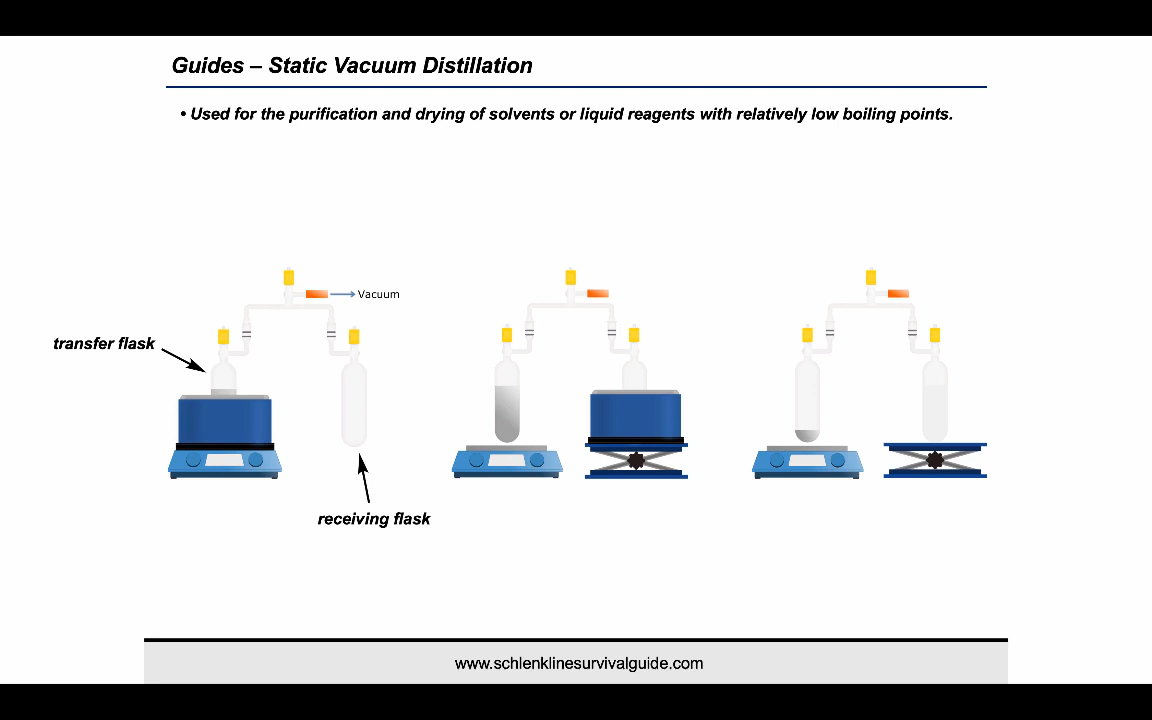 Guides – Static Vacuum Distillation
• Used for the purification and drying of solvents or liquid reagents with relatively low boiling points.
Vacuum
transfer flask
receiving flask
www.schlenklinesurvivalguide.com